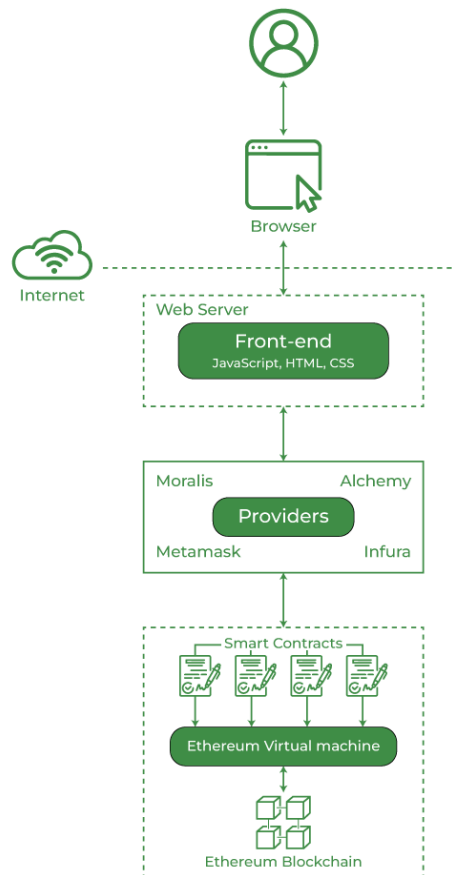 Browser
Internet
Web Server
Front-end
JavaScript, HTML, CSS
Moralis
Alchemy
Providers
Metamask
Infura
Smart Contracts
Ethereum Virtual machine
Ethereum Blockchain